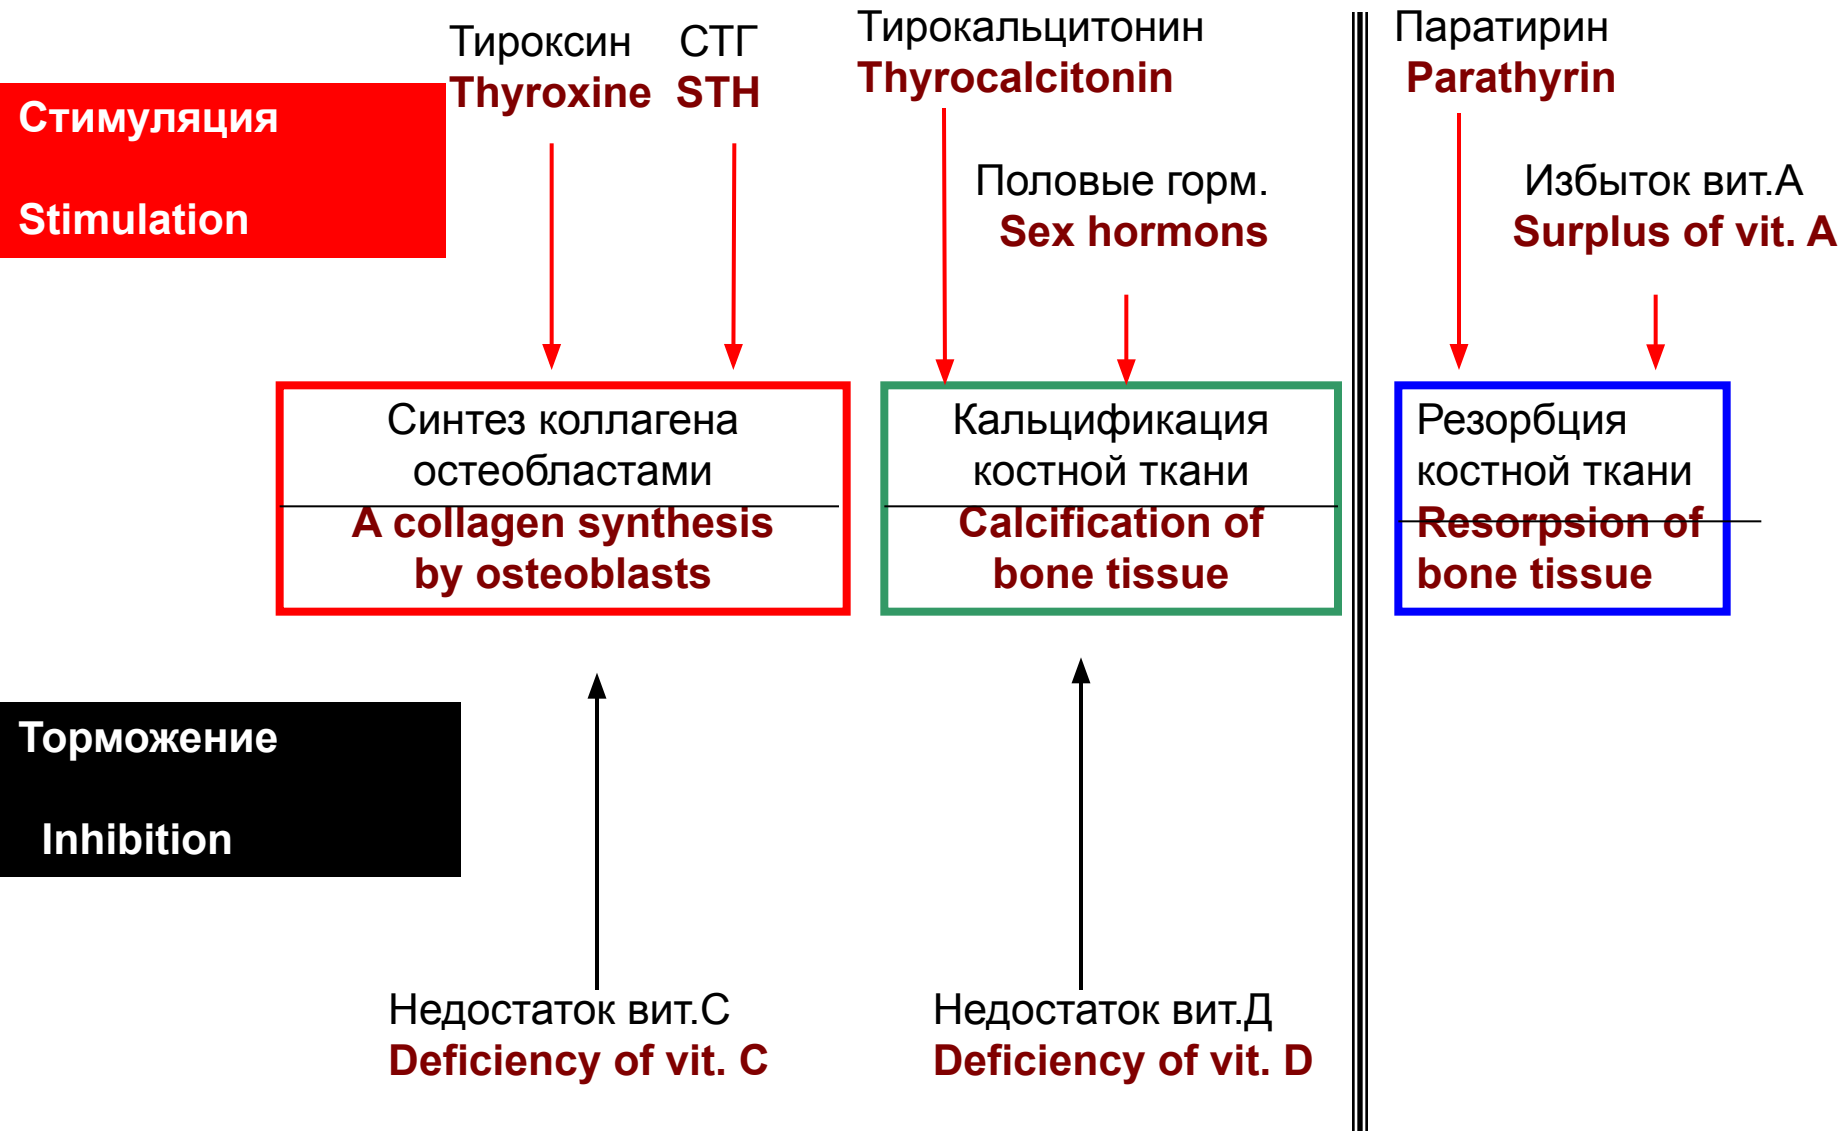 Тироксин СТГ
Thyroxine STH
Тирокальцитонин
Thyrocalcitonin
Паратирин
Parathyrin
Стимуляция
Stimulation
Половые горм.
Sex hormons
Избыток вит.А
Surplus of vit. A
Синтез коллагена
остеобластами
A collagen synthesis
by osteoblasts
Кальцификация
костной ткани
Calcification of
bone tissue
Резорбция
костной ткани
Resorpsion of
bone tissue
Торможение
Inhibition
Недостаток вит.С
Deficiency of vit. C
Недостаток вит.Д
Deficiency of vit. D